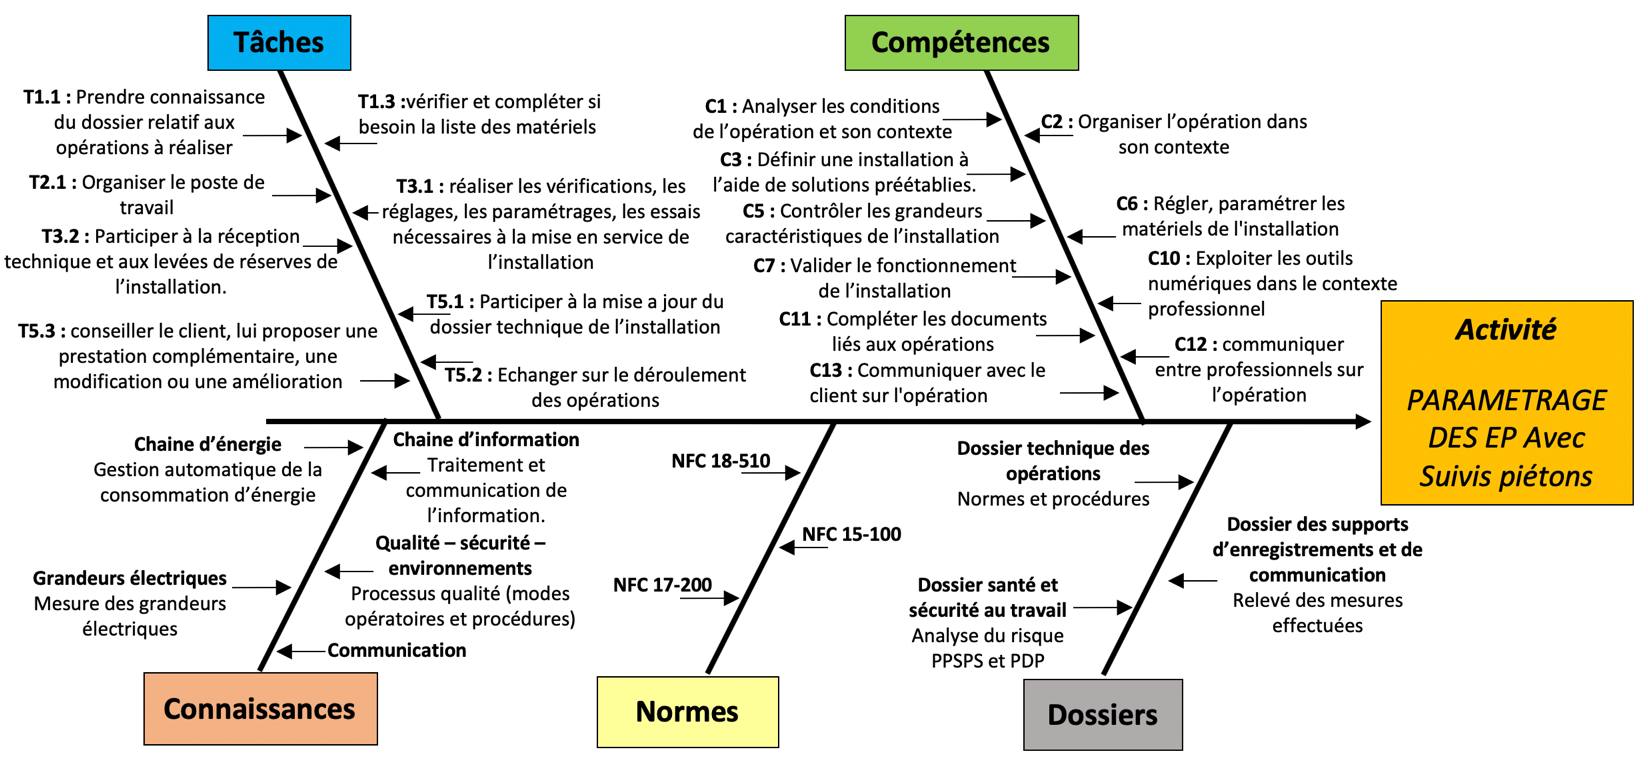 Tâches
T1.1 : Prendre connaissance
du dossier relatif aux
opérations à réaliser
T1.3 :vérifier et compléter si
besoin la liste des matériels
T2.1 : Organiser le poste de
travail
T3.1 : réaliser les vérifications, les
réglages, les paramétrages, les essais
nécessaires à la mise en service de
l’installation
T3.2 : Participer à la réception
technique et aux levées de réserves de
l’installation.
T5.1 : Participer à la mise a jour du
dossier technique de l’installation
T5.3 : conseiller le client, lui proposer une
prestation complémentaire, une
modification ou une amélioration
T5.2 : Echanger sur le déroulement
des opérations
Compétences
C1 : Analyser les conditions
de l’opération et son contexte
C2 : Organiser l’opération dans
son contexte
C3 : Définir une installation à
l’aide de solutions préétablies.
C5 : Contrôler les grandeurs
caractéristiques de l’installation
C6 : Régler, paramétrer les
matériels de l'installation
C7 : Valider le fonctionnement
de l’installation
C10 : Exploiter les outils
numériques dans le contexte
professionnel
C11 : Compléter les documents
liés aux opérations
C12 : communiquer
entre professionnels sur
l’opération
C13 : Communiquer avec le
client sur l'opération
Activité
PARAMETRAGE
DES EP Avec
Suivis piétons
Chaine d’énergie
Gestion automatique de la
consommation d’énergie
Chaine d’information
Traitement et
communication de
l’information.
Qualité – sécurité –
environnements
Processus qualité (modes
opératoires et procédures)
Grandeurs électriques
Mesure des grandeurs
électriques
Communication
Connaissances
NFC 18-510
NFC 15-100
NFC 17-200
Normes
Dossier technique des
opérations
Normes et procédures
Dossier des supports
d’enregistrements et de
communication
Relevé des mesures
effectuées
Dossier santé et
sécurité au travail
Analyse du risque
PPSPS et PDP
Dossiers